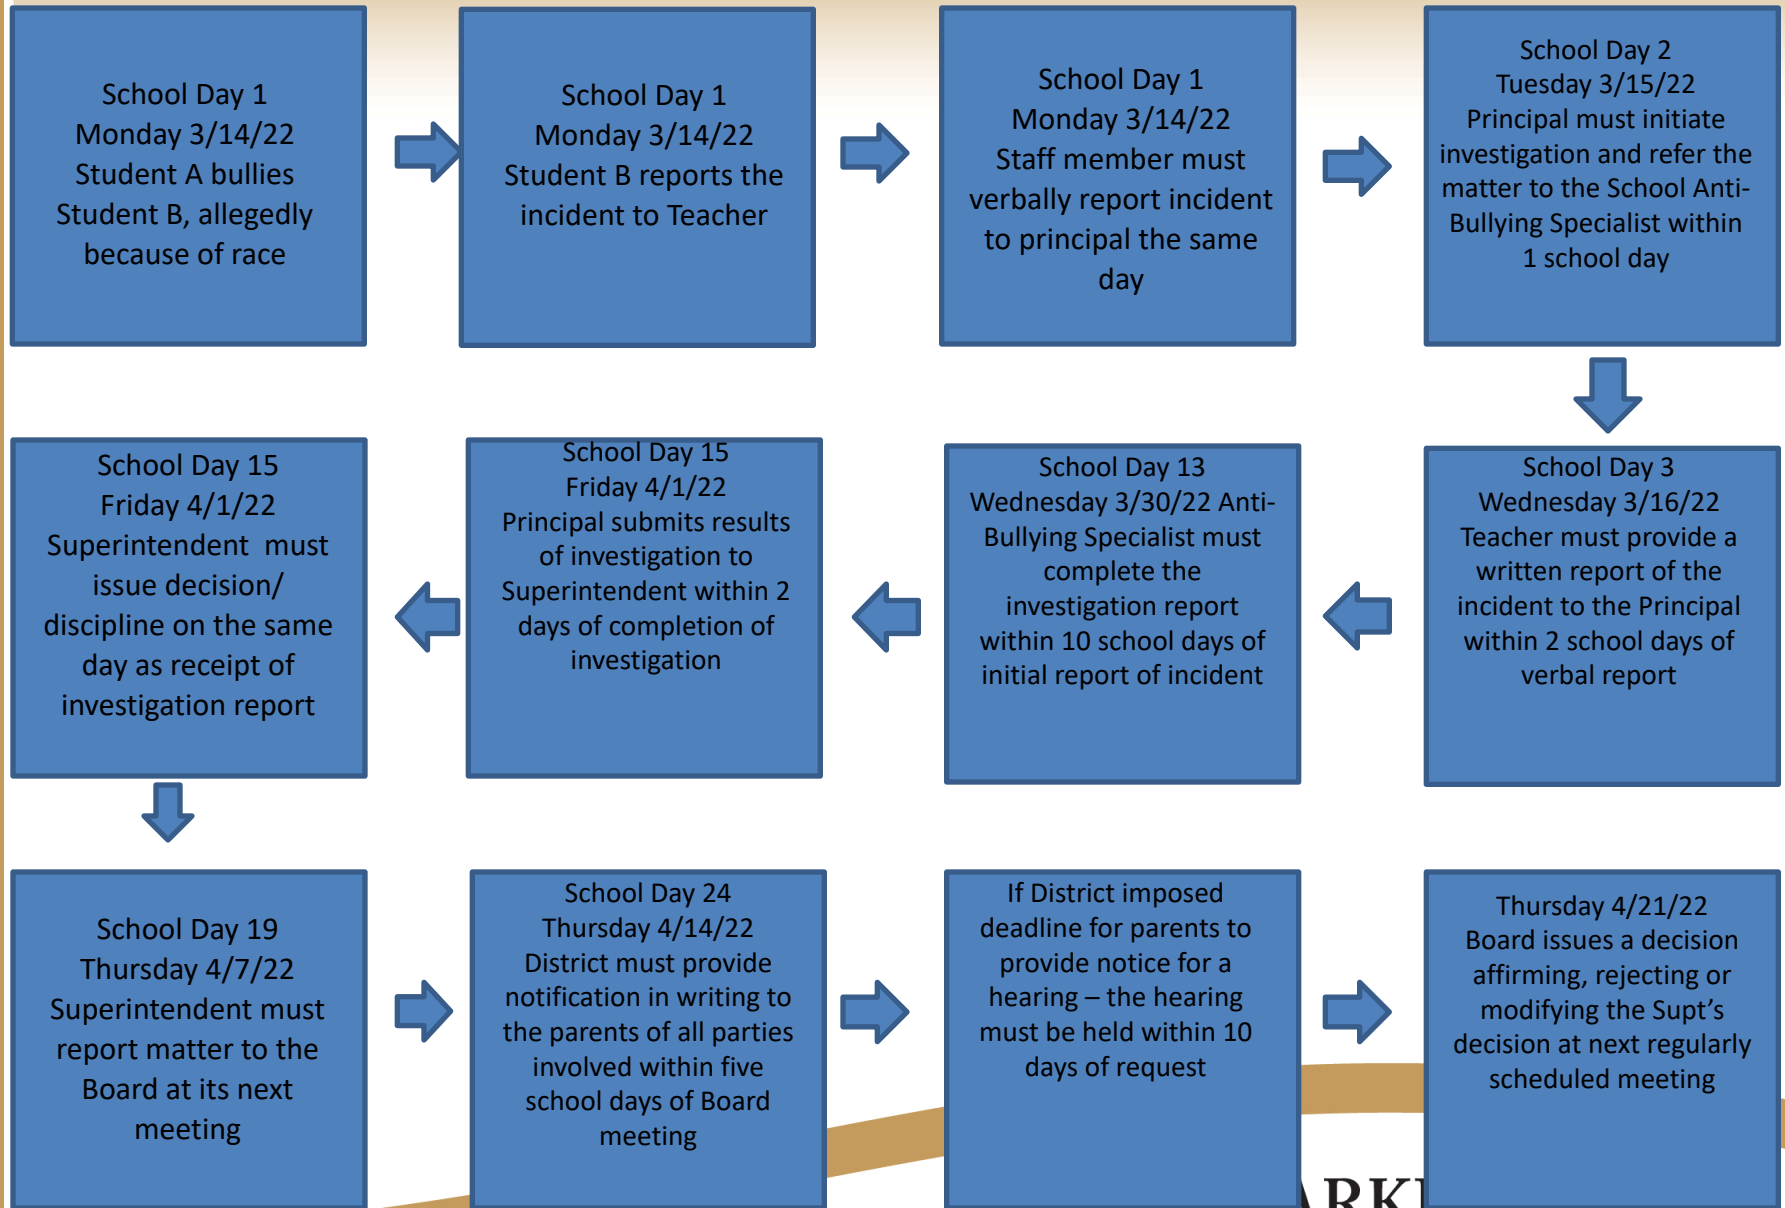 School Day 1
Monday 3/14/22
Student A bullies
Student B, allegedly
because of race
School Day 1
Monday 3/14/22
Student B reports the
incident to Teacher
School Day 1
Monday 3/14/22
Staff member must
verbally report incident
to principal the same
day
School Day 2
Tuesday 3/15/22
Principal must initiate
investigation and refer the
matter to the School Anti-
Bullying Specialist within
1 school day
School Day 3
Wednesday 3/16/22
Teacher must provide a
written report of the
incident to the Principal
within 2 school days of
verbal report
School Day 13
Wednesday 3/30/22 Anti-
Bullying Specialist must
complete the
investigation report
within 10 school days of
initial report of incident
School Day 15
Friday 4/1/22
Principal submits results
of investigation to
Superintendent within 2
days of completion of
investigation
School Day 15
Friday 4/1/22
Superintendent must
issue decision/
discipline on the same
day as receipt of
investigation report
School Day 19
Thursday 4/7/22
Superintendent must
report matter to the
Board at its next
meeting
School Day 24
Thursday 4/14/22
District must provide
notification in writing to
the parents of all parties
involved within five
school days of Board
meeting
If District imposed
deadline for parents to
provide notice for a
hearing – the hearing
must be held within 10
days of request
Thursday 4/21/22
Board issues a decision
affirming, rejecting or
modifying the Supt's
decision at next regularly
scheduled meeting